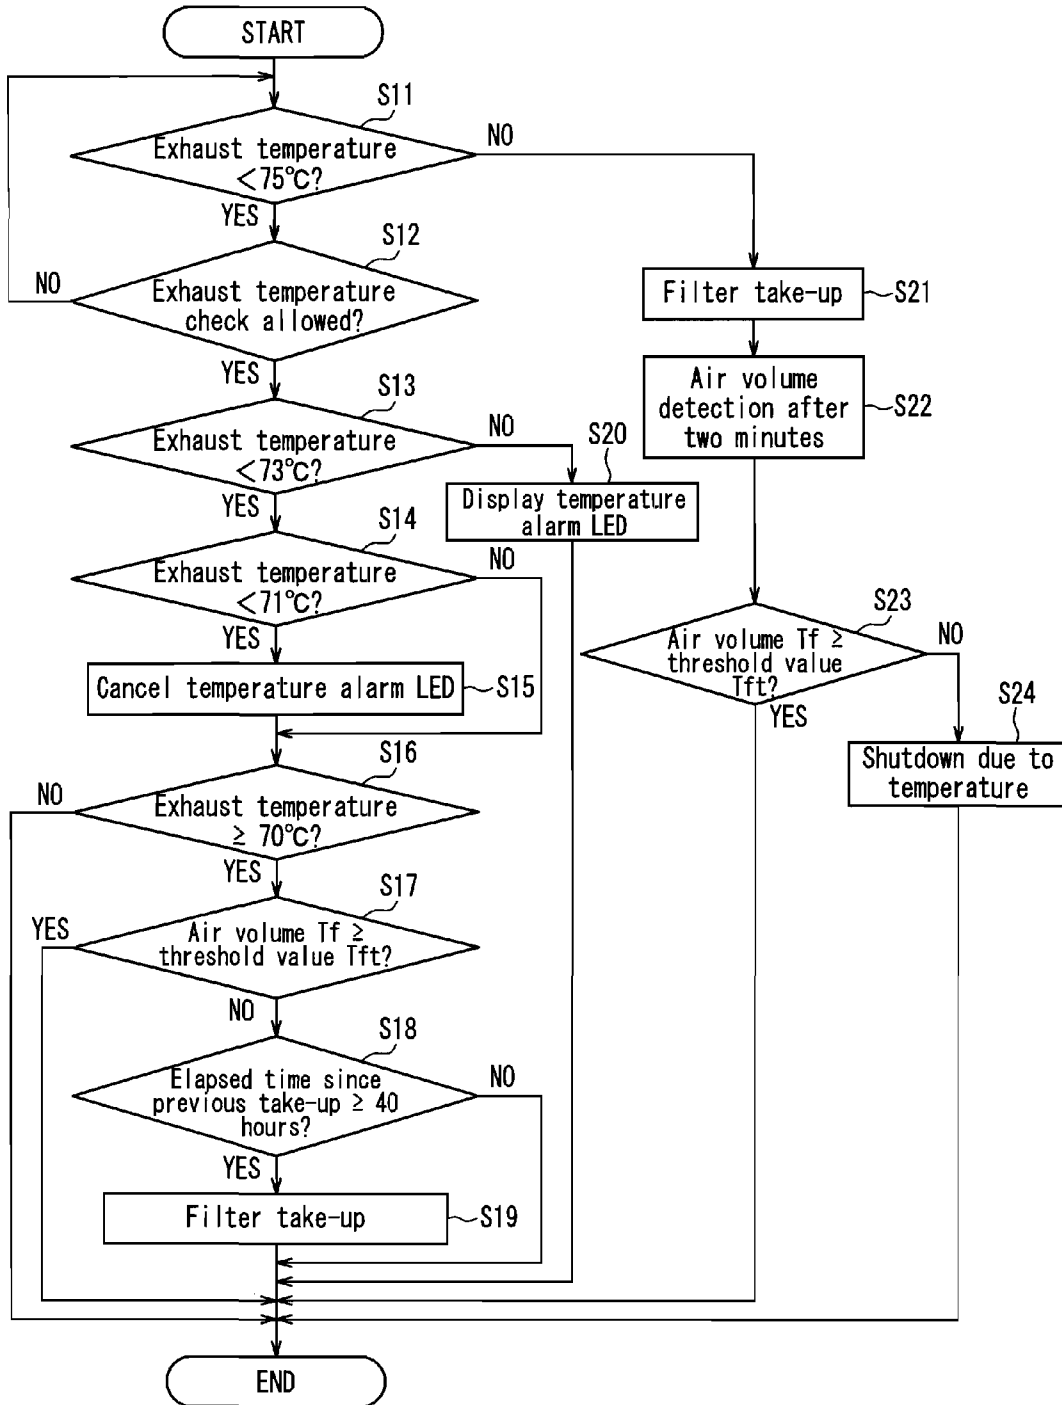 START
S11
Exhaust temperature
<75℃?
NO
YES
S12
Exhaust temperature
check allowed?
NO
YES
S21
Filter take-up
S22
Air volume
detection after
two minutes
S13
Exhaust temperature
<73℃?
NO
YES
S20
Display temperature
alarm LED
S14
Exhaust temperature
<71℃?
NO
YES
S15
Cancel temperature alarm LED
S23
Air volume Tf ≧
threshold value
Tft?
NO
YES
S24
Shutdown due to
temperature
S16
Exhaust temperature
≧ 70℃?
NO
YES
S17
Air volume Tf ≧
threshold value Tft?
YES
NO
S18
Elapsed time since
previous take-up ≧ 40
hours?
NO
YES
S19
Filter take-up
END